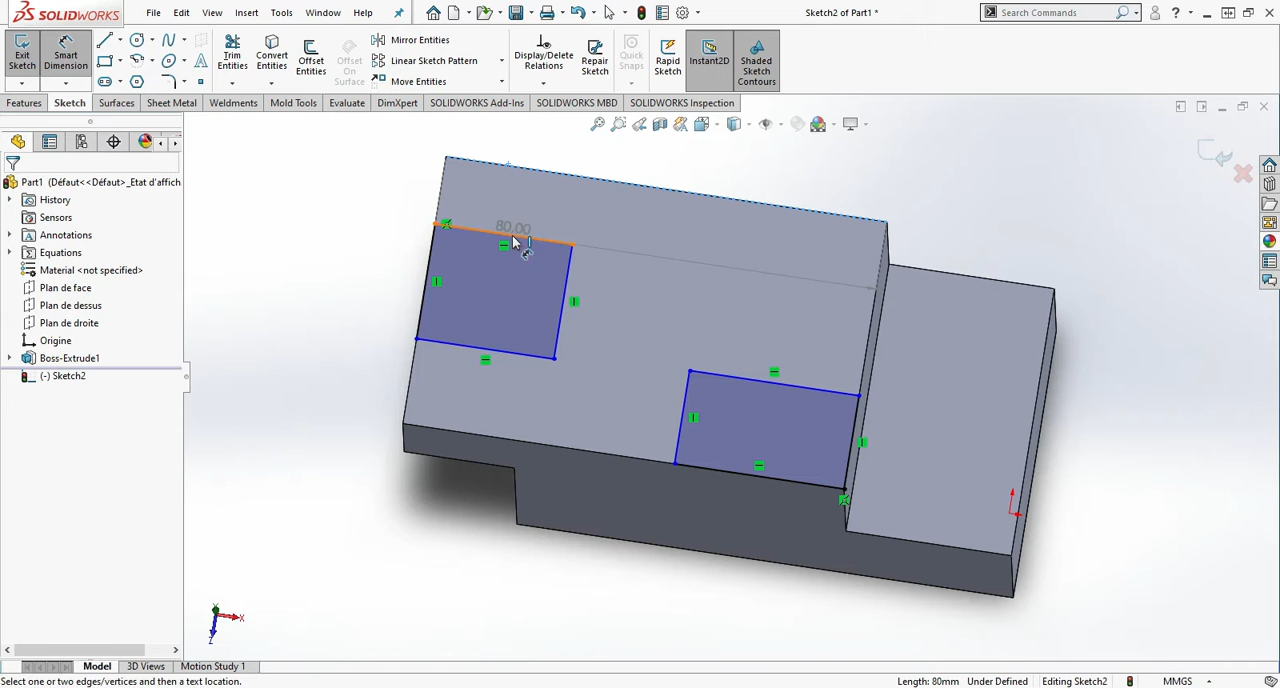 SOLIDWORKS
File Edit View Insert Tools Window Help
Sketch2 of Part1 *
Search Commands
?
Exit Sketch
Smart Dimension
Trim Entities
Convert Entities
Offset Entities
Offset On Surface
Mirror Entities
Linear Sketch Pattern
Move Entities
Display/Delete Relations
Repair Sketch
Quick Snaps
Rapid Sketch
Instant2D
Shaded Sketch Contours
Features Sketch Surfaces Sheet Metal Weldments Mold Tools Evaluate DimXpert SOLIDWORKS Add-Ins SOLIDWORKS MBD SOLIDWORKS Inspection
Part1 (Défaut<<Défaut>_Etat d'affich
History
Sensors
Annotations
Equations
Material <not specified>
Plan de face
Plan de dessus
Plan de droite
Origine
Boss-Extrude1
(-) Sketch2
80.00
Y
X
Z
Model 3D Views Motion Study 1
Select one or two edges/vertices and then a text location.
Length: 80mm Under Defined Editing Sketch2 MMGS